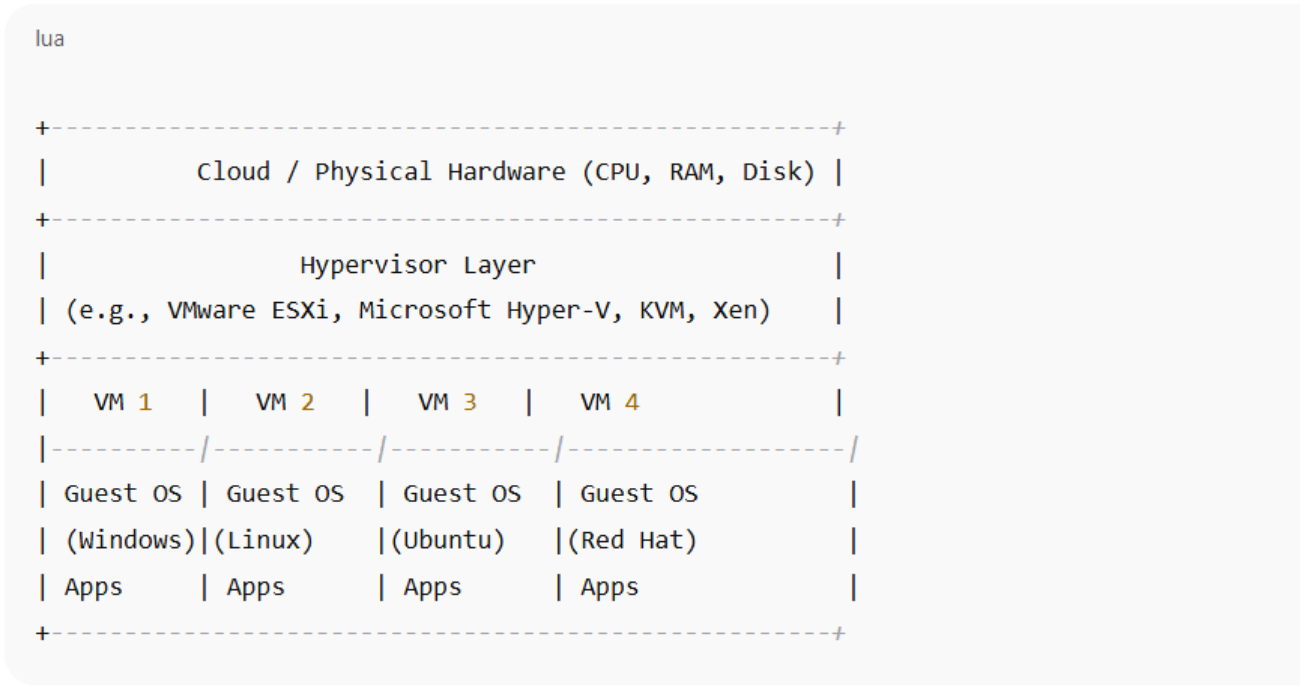 lua
+-----------------------------------------------------+
|          Cloud / Physical Hardware (CPU, RAM, Disk) |
+-----------------------------------------------------+
|                 Hypervisor Layer                    |
| (e.g., VMware ESXi, Microsoft Hyper-V, KVM, Xen)    |
+-----------------------------------------------------+
|   VM 1   |   VM 2   |   VM 3   |   VM 4             |
|----------/-----------/-----------/-------------------/
| Guest OS | Guest OS  | Guest OS  | Guest OS          |
| (Windows)|(Linux)    |(Ubuntu)   |(Red Hat)          |
| Apps     | Apps      | Apps      | Apps              |
+-----------------------------------------------------+